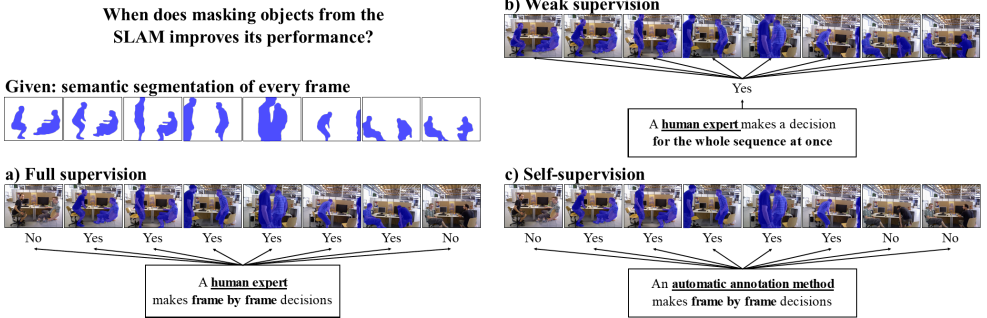 When does masking objects from the
SLAM improves its performance?
Given: semantic segmentation of every frame
a) Full supervision
No Yes Yes Yes Yes Yes Yes No
A human expert
makes frame by frame decisions
b) Weak supervision
Yes
A human expert makes a decision
for the whole sequence at once
c) Self-supervision
No Yes Yes Yes Yes Yes No No
An automatic annotation method
makes frame by frame decisions